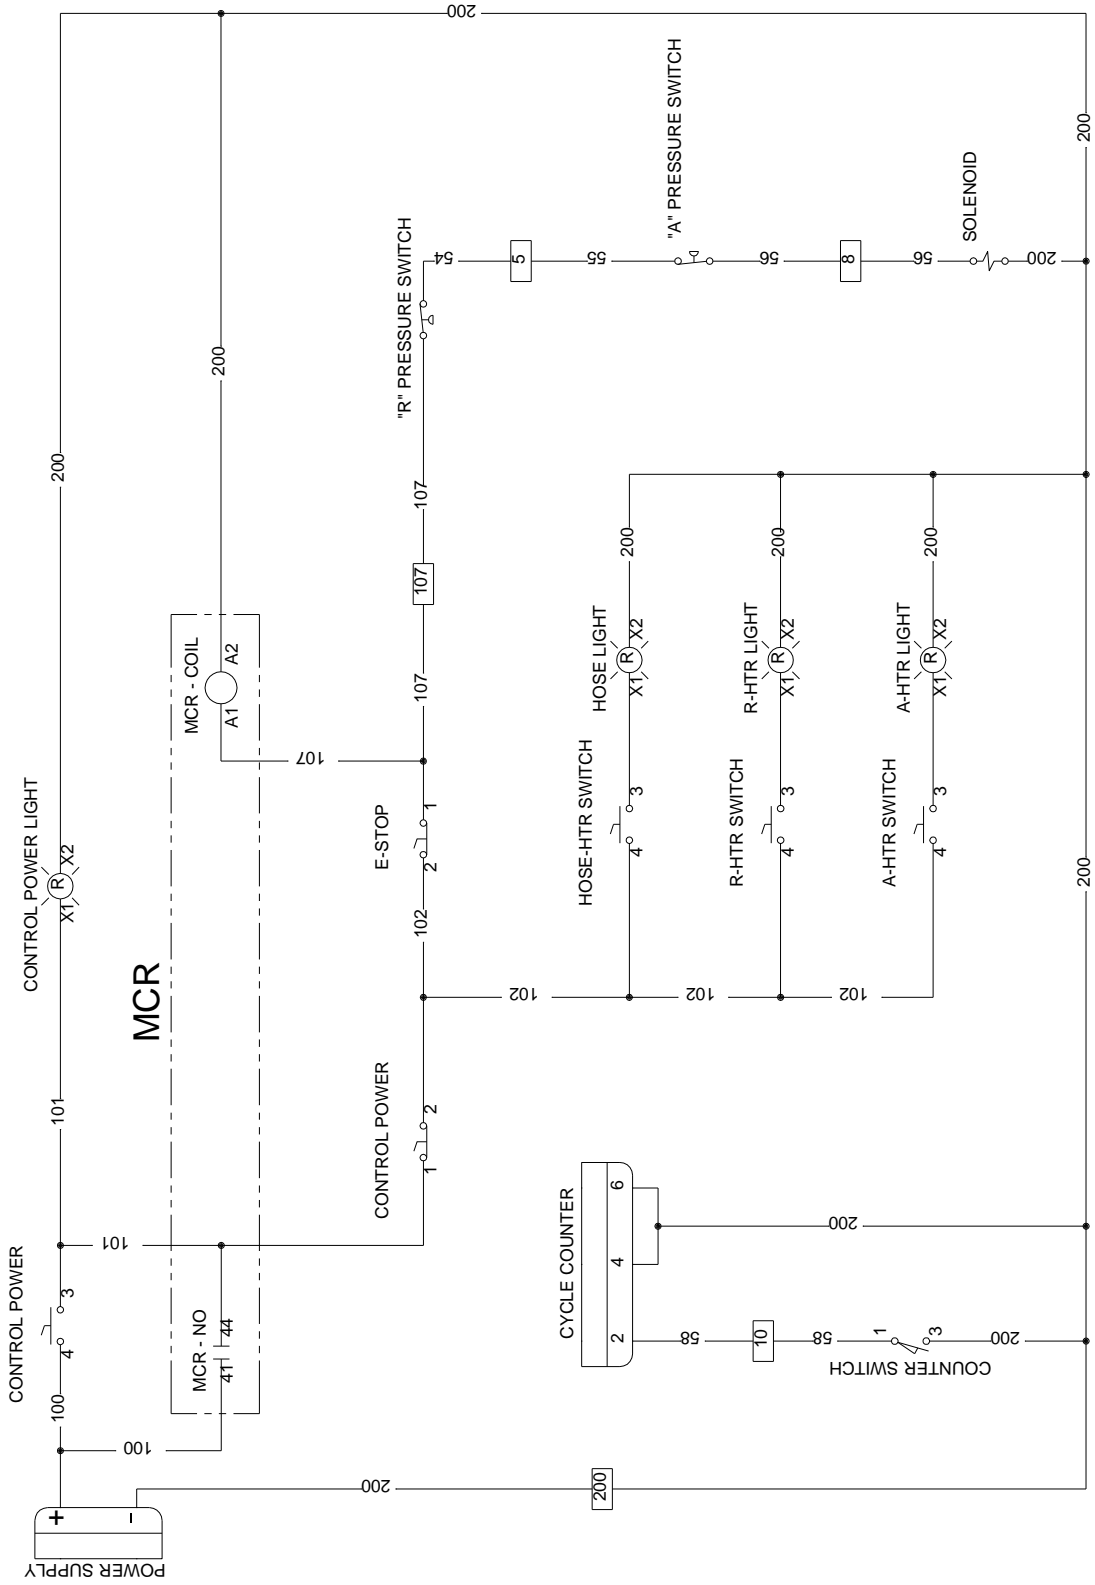 POWER SUPPLY
+
-
100
CONTROL POWER
4
3
101
CONTROL POWER LIGHT
X1
R
X2
200
200
100
MCR - NO
41
44
101
MCR
MCR - COIL
A1
A2
107
200
CONTROL POWER
1
2
102
E-STOP
2
1
107
107
107
"R" PRESSURE SWITCH
54
5
55
"A" PRESSURE SWITCH
56
8
56
SOLENOID
200
200
102
102
102
HOSE-HTR SWITCH
4
3
HOSE LIGHT
X1
R
X2
200
R-HTR SWITCH
4
3
R-HTR LIGHT
X1
R
X2
200
A-HTR SWITCH
4
3
A-HTR LIGHT
X1
R
X2
200
CYCLE COUNTER
2
4
6
58
10
58
1
3
COUNTER SWITCH
200
200
200
200
200